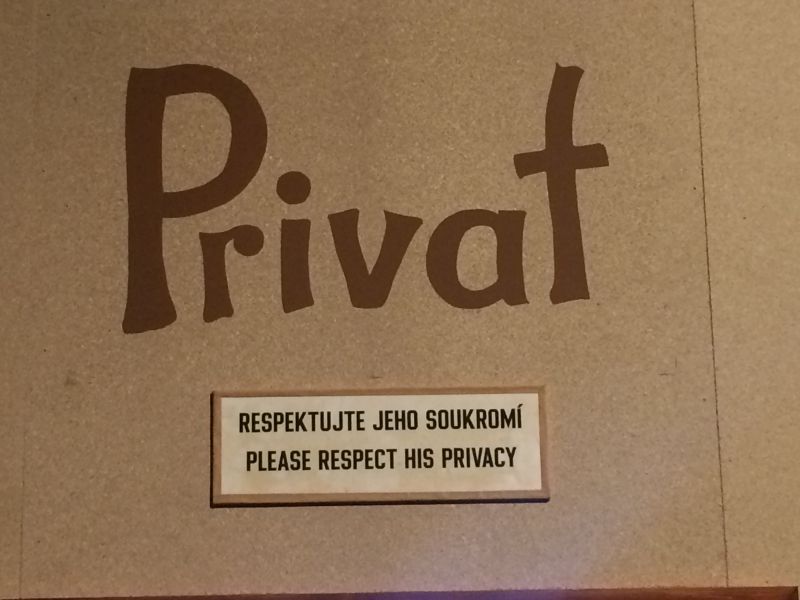 Privat
RESPEKTUJTE JEHO SOUKROMÍ
PLEASE RESPECT HIS PRIVACY